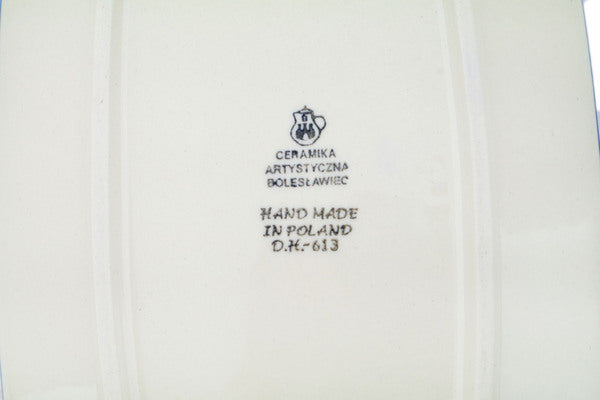 CERAMIKA
ARTYSTYCZNA
BOLESŁAWIEC
HAND MADE
IN POLAND
D.H.-613